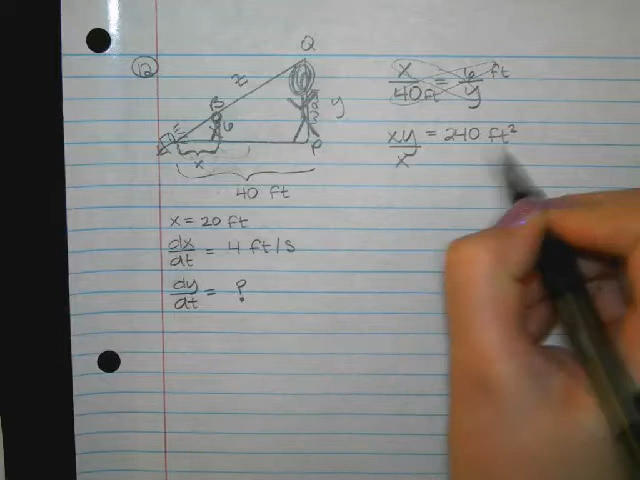 12
Q
z
B
y
6
x
P
40 ft
x = 20 ft
dx/dt = 4 ft/s
dy/dt = ?
x/40ft = 6/y ft
xy/x = 240 ft²